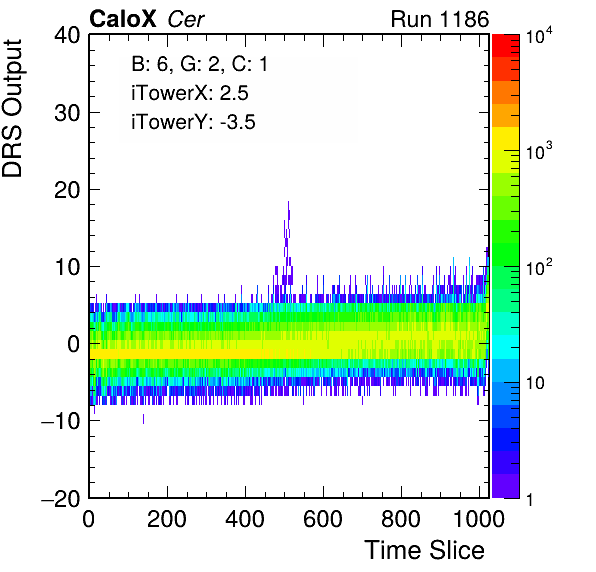 CaloX Cer Run 1186
B: 6, G: 2, C: 1
iTowerX: 2.5
iTowerY: -3.5
DRS Output
40
30
20
10
0
−10
−20
0 200 400 600 800 1000
Time Slice
10^4
10^3
10^2
10
1